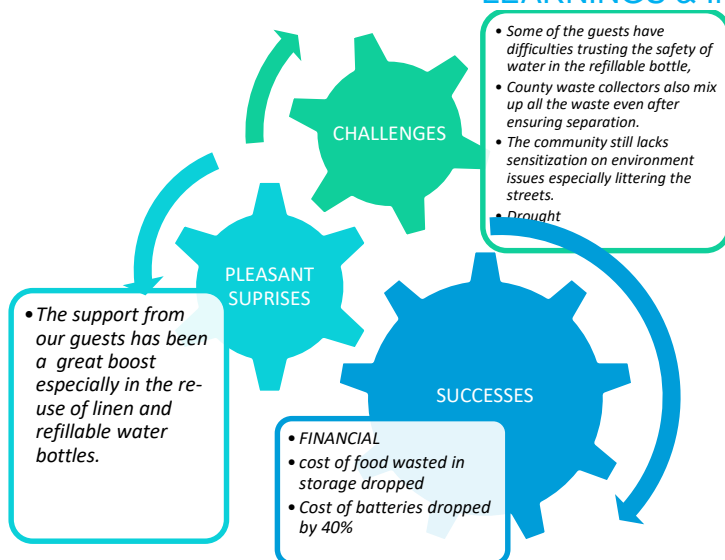 LEARNINGS &
CHALLENGES
• Some of the guests have
difficulties trusting the safety of
water in the refillable bottle,
• County waste collectors also mix
up all the waste even after
ensuring separation.
• The community still lacks
sensitization on environment
issues especially littering the
streets.
• Drought
PLEASANT
SUPRISES
• The support from
our guests has been
a great boost
especially in the re-
use of linen and
refillable water
bottles.
SUCCESSES
• FINANCIAL
• cost of food wasted in
storage dropped
• Cost of batteries dropped
by 40%